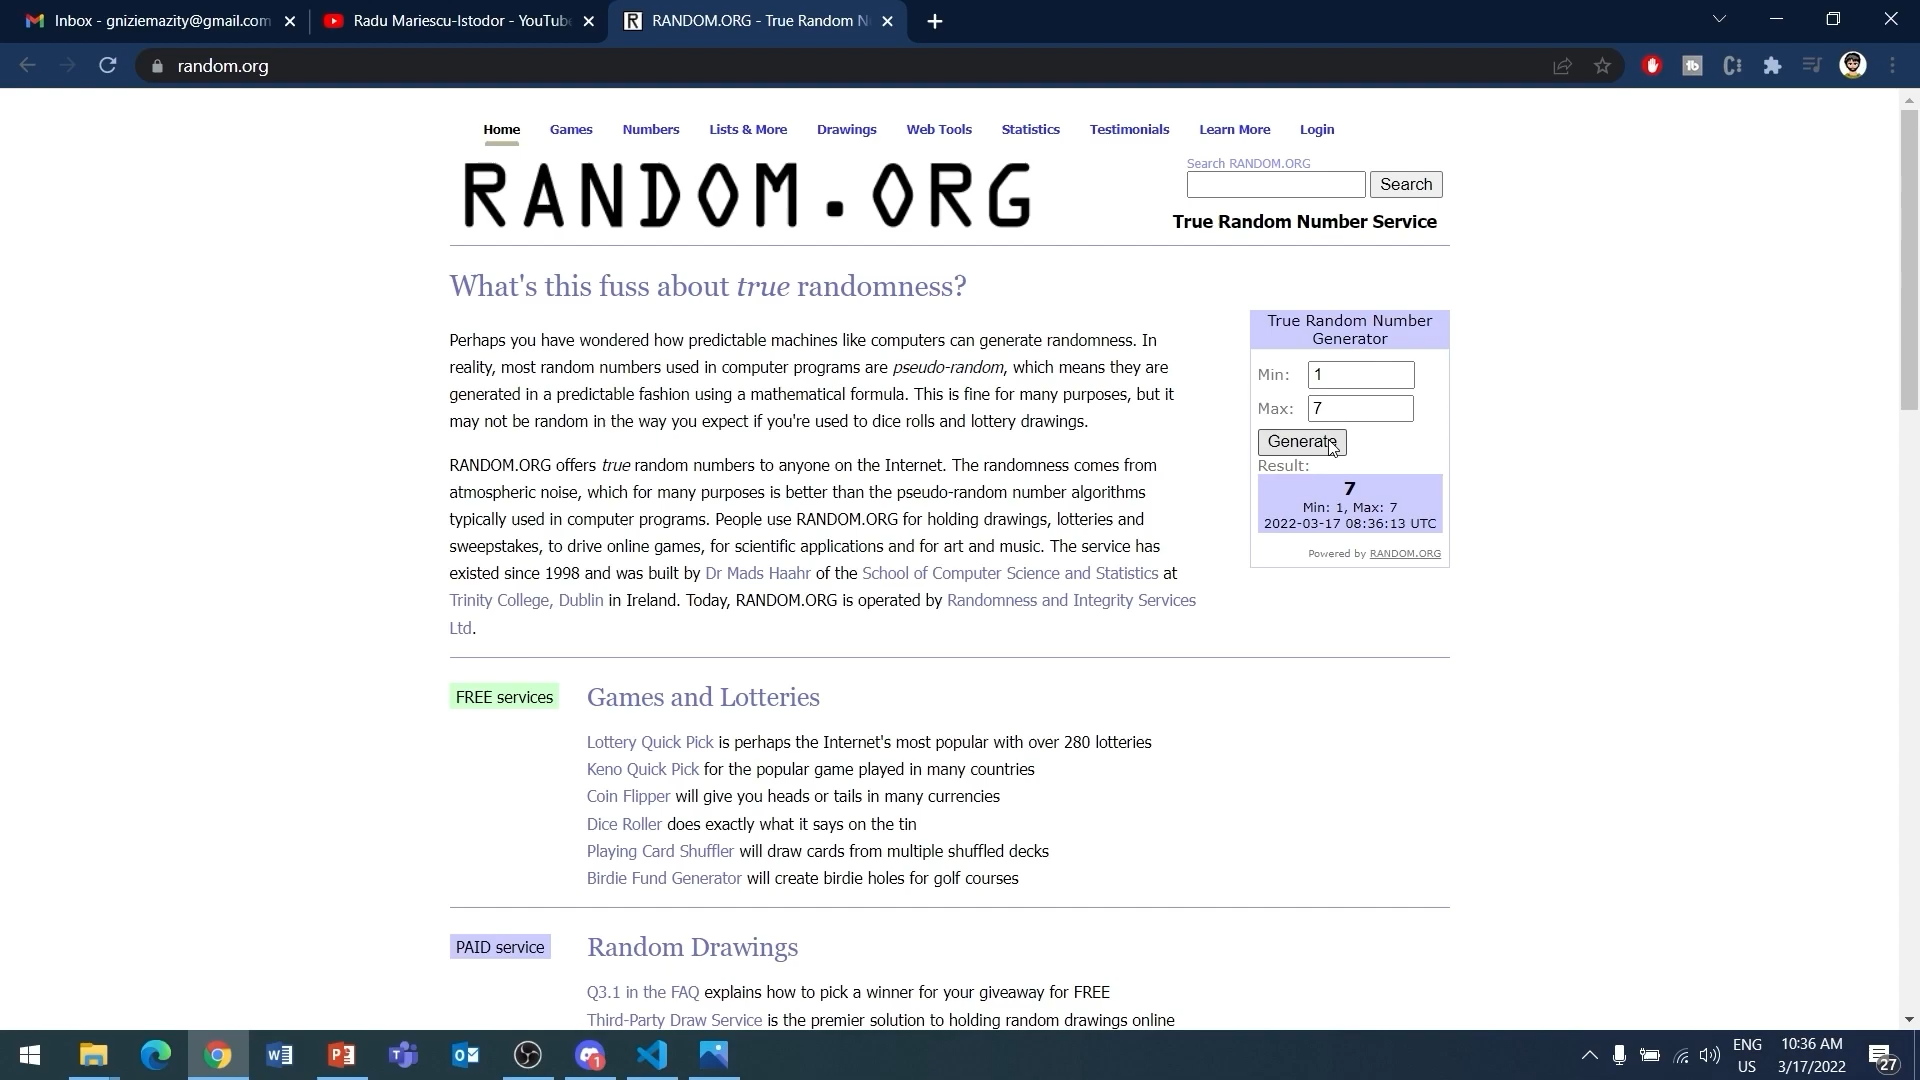 Inbox - gniziemazity@gmail.com
Radu Mariescu-Istodor - YouTube
RANDOM.ORG - True Random N
random.org
Home Games Numbers Lists & More Drawings Web Tools Statistics Testimonials Learn More Login
RANDOM.ORG
Search RANDOM.ORG
Search
True Random Number Service
What's this fuss about true randomness?
Perhaps you have wondered how predictable machines like computers can generate randomness. In
reality, most random numbers used in computer programs are pseudo-random, which means they are
generated in a predictable fashion using a mathematical formula. This is fine for many purposes, but it
may not be random in the way you expect if you're used to dice rolls and lottery drawings.
RANDOM.ORG offers true random numbers to anyone on the Internet. The randomness comes from
atmospheric noise, which for many purposes is better than the pseudo-random number algorithms
typically used in computer programs. People use RANDOM.ORG for holding drawings, lotteries and
sweepstakes, to drive online games, for scientific applications and for art and music. The service has
existed since 1998 and was built by Dr Mads Haahr of the School of Computer Science and Statistics at
Trinity College, Dublin in Ireland. Today, RANDOM.ORG is operated by Randomness and Integrity Services
Ltd.
True Random Number
Generator
Min: 1
Max: 7
Generate
Result:
7
Min: 1, Max: 7
2022-03-17 08:36:13 UTC
Powered by RANDOM.ORG
FREE services
Games and Lotteries
Lottery Quick Pick is perhaps the Internet's most popular with over 280 lotteries
Keno Quick Pick for the popular game played in many countries
Coin Flipper will give you heads or tails in many currencies
Dice Roller does exactly what it says on the tin
Playing Card Shuffler will draw cards from multiple shuffled decks
Birdie Fund Generator will create birdie holes for golf courses
PAID service
Random Drawings
Q3.1 in the FAQ explains how to pick a winner for your giveaway for FREE
Third-Party Draw Service is the premier solution to holding random drawings online
ENG
US
10:36 AM
3/17/2022
27
1